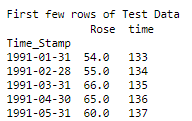 First few rows of Test Data
Rose time
Time_Stamp
1991-01-31 54.0 133
1991-02-28 55.0 134
1991-03-31 66.0 135
1991-04-30 65.0 136
1991-05-31 60.0 137